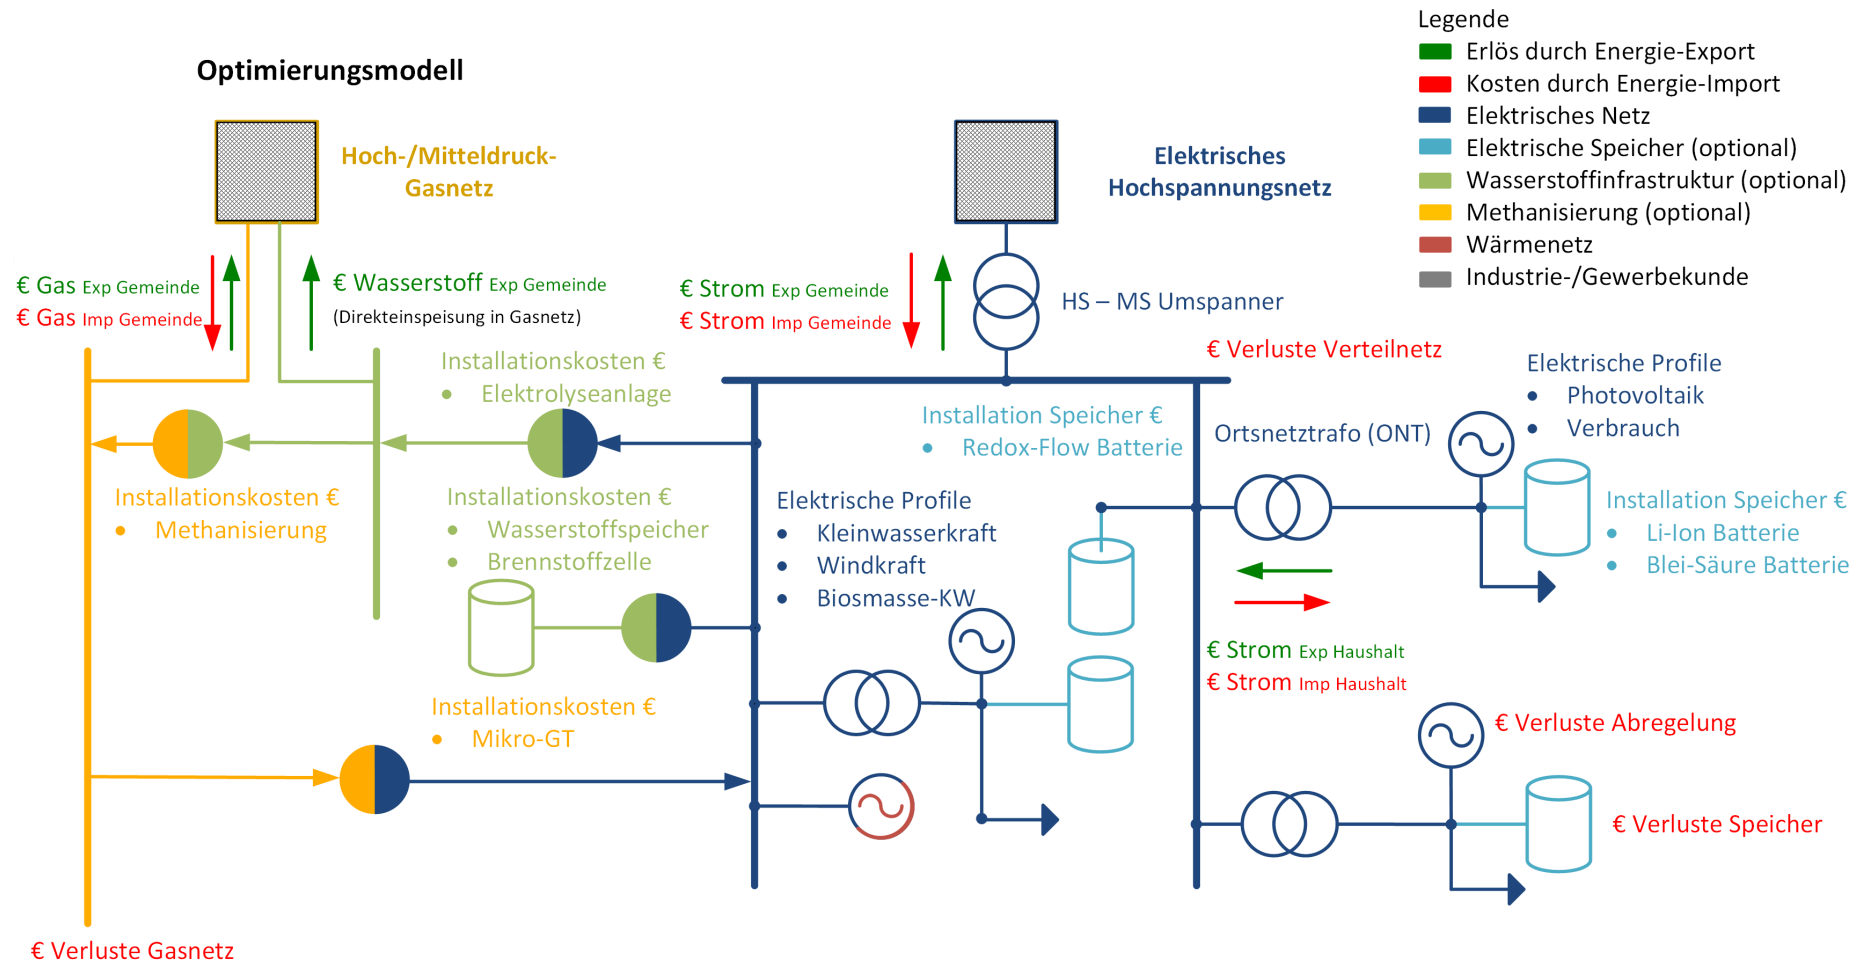 Optimierungsmodell
Hoch-/Mitteldruck-
Gasnetz
Elektrisches
Hochspannungsnetz
Legende
Erlös durch Energie-Export
Kosten durch Energie-Import
Elektrisches Netz
Elektrische Speicher (optional)
Wasserstoffinfrastruktur (optional)
Methanisierung (optional)
Wärmenetz
Industrie-/Gewerbekunde
€ Gas Exp Gemeinde
€ Gas Imp Gemeinde
€ Wasserstoff Exp Gemeinde
(Direkteinspeisung in Gasnetz)
€ Strom Exp Gemeinde
€ Strom Imp Gemeinde
HS – MS Umspanner
€ Verluste Verteilnetz
Installationskosten €
• Elektrolyseanlage
Installation Speicher €
• Redox-Flow Batterie
Ortsnetztrafo (ONT)
Elektrische Profile
• Photovoltaik
• Verbrauch
Installationskosten €
• Methanisierung
Installationskosten €
• Wasserstoffspeicher
• Brennstoffzelle
Elektrische Profile
• Kleinwasserkraft
• Windkraft
• Biosmasse-KW
Installation Speicher €
• Li-Ion Batterie
• Blei-Säure Batterie
€ Strom Exp Haushalt
€ Strom Imp Haushalt
Installationskosten €
• Mikro-GT
€ Verluste Abregelung
€ Verluste Speicher
€ Verluste Gasnetz